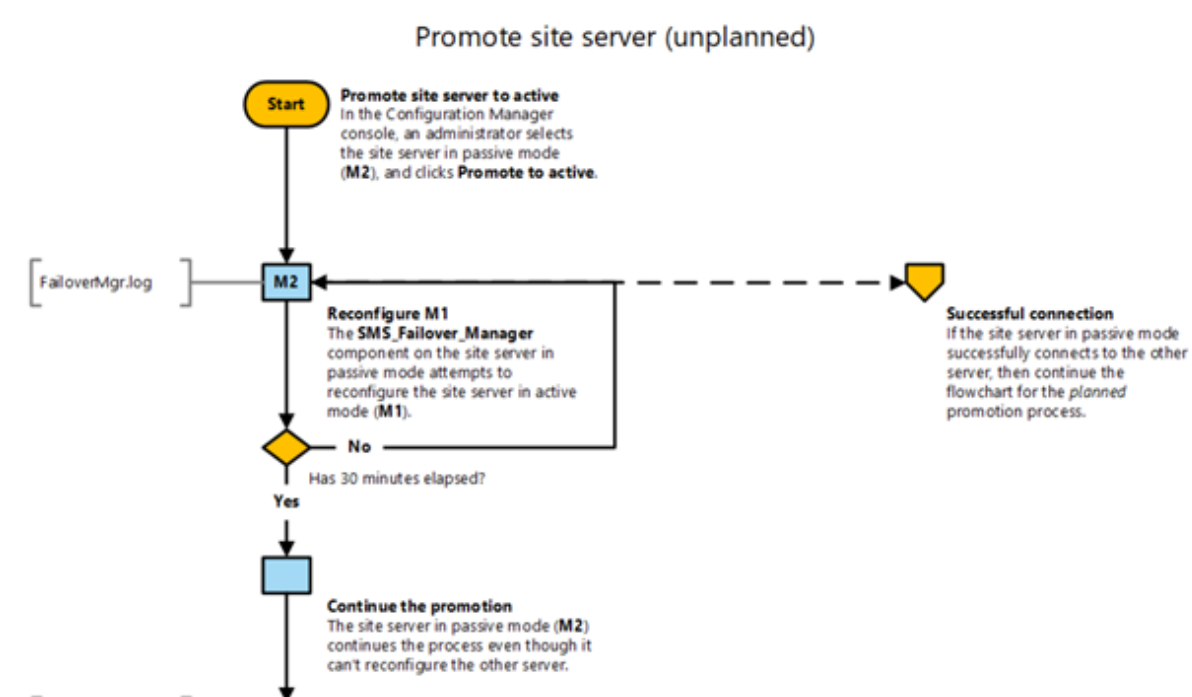 Promote site server (unplanned)
Start
Promote site server to active
In the Configuration Manager
console, an administrator selects
the site server in passive mode
(M2), and clicks Promote to active.
FailoverMgr.log
M2
Reconfigure M1
The SMS_Failover_Manager
component on the site server in
passive mode attempts to
reconfigure the site server in active
mode (M1).
Successful connection
If the site server in passive mode
successfully connects to the other
server, then continue the
flowchart for the planned
promotion process.
No
Has 30 minutes elapsed?
Yes
Continue the promotion
The site server in passive mode (M2)
continues the process even though it
can't reconfigure the other server.